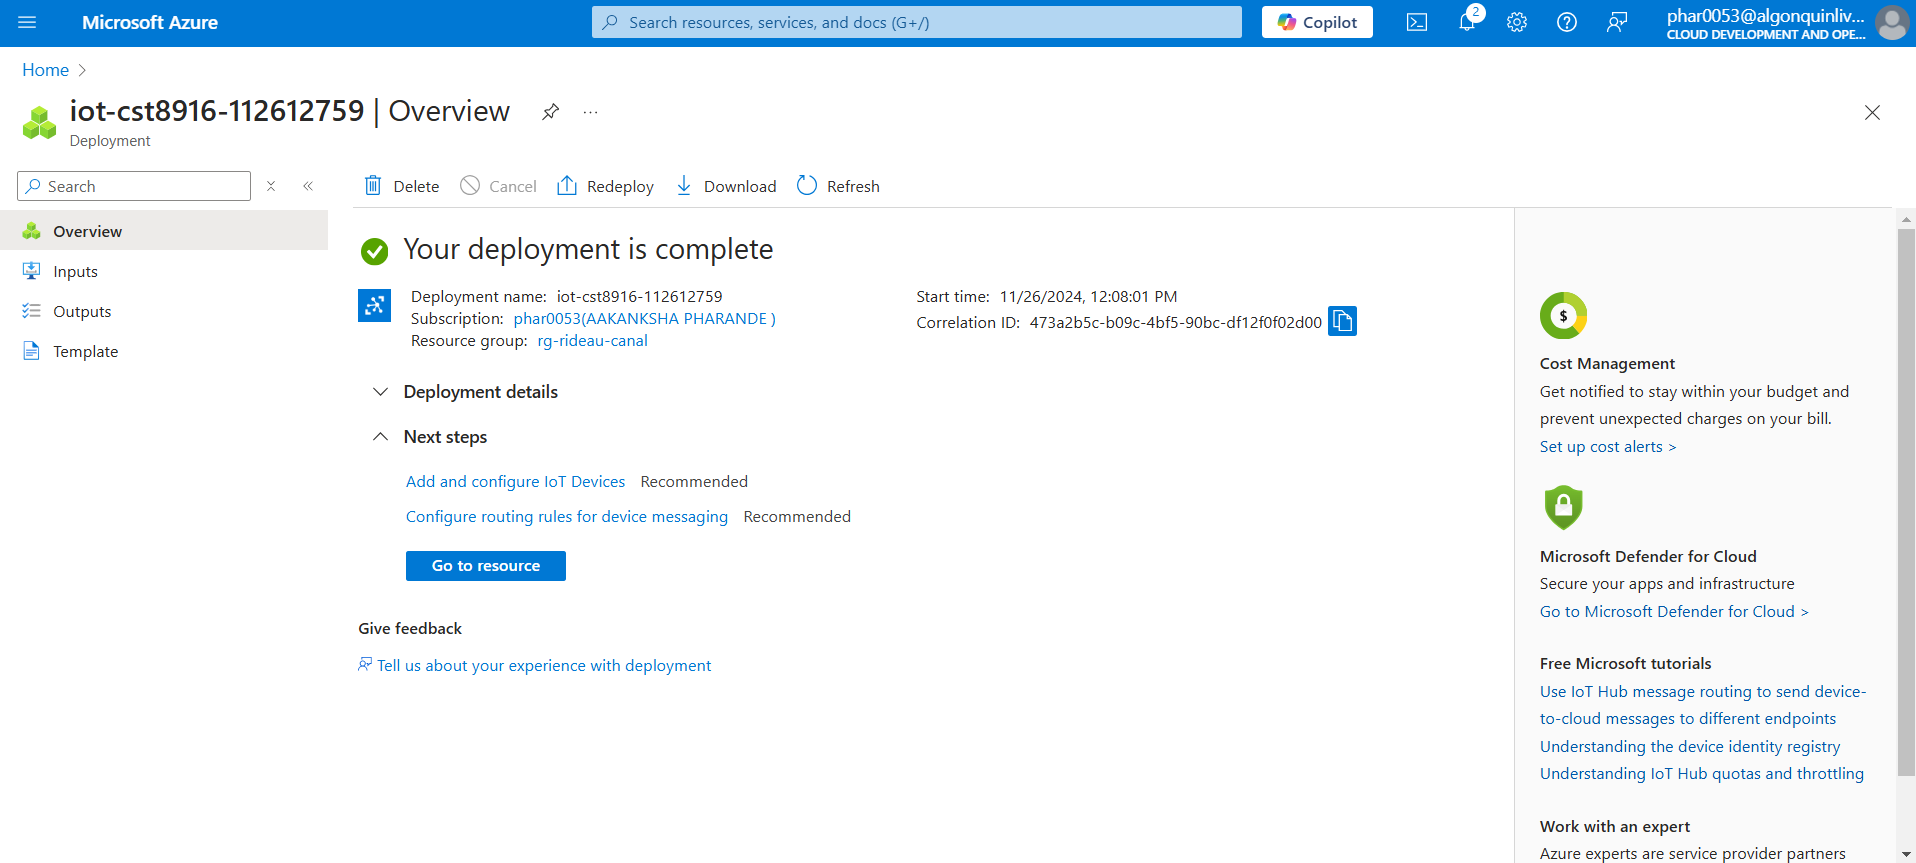 Microsoft Azure
Search resources, services, and docs (G+/)
Copilot
2
phar0053@algonquinliv...
CLOUD DEVELOPMENT AND OPE...
Home
iot-cst8916-112612759 | Overview
...
Deployment
Search
Delete
Cancel
Redeploy
Download
Refresh
Overview
Inputs
Outputs
Template
Your deployment is complete
Deployment name: iot-cst8916-112612759
Subscription: phar0053(AAKANKSHA PHARANDE )
Resource group: rg-rideau-canal
Start time: 11/26/2024, 12:08:01 PM
Correlation ID: 473a2b5c-b09c-4bf5-90bc-df12f0f02d00
Deployment details
Next steps
Add and configure IoT Devices Recommended
Configure routing rules for device messaging Recommended
Go to resource
Give feedback
Tell us about your experience with deployment
$
Cost Management
Get notified to stay within your budget and
prevent unexpected charges on your bill.
Set up cost alerts >
Microsoft Defender for Cloud
Secure your apps and infrastructure
Go to Microsoft Defender for Cloud >
Free Microsoft tutorials
Use IoT Hub message routing to send device-
to-cloud messages to different endpoints
Understanding the device identity registry
Understanding IoT Hub quotas and throttling
Work with an expert
Azure experts are service provider partners